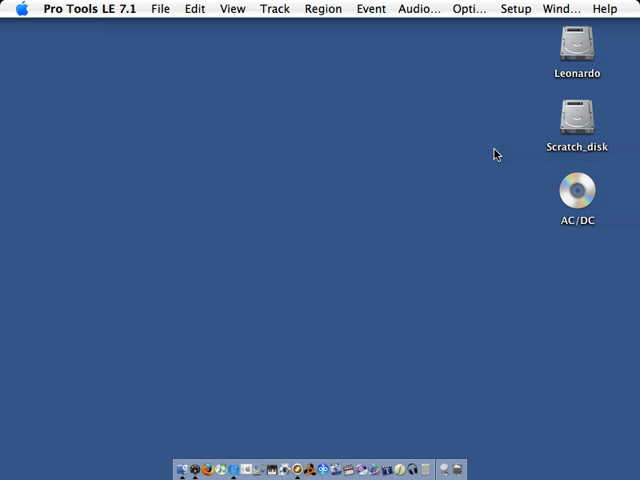 Pro Tools LE 7.1 File Edit View Track Region Event Audio... Opti... Setup Wind... Help
Leonardo
Scratch_disk
AC/DC